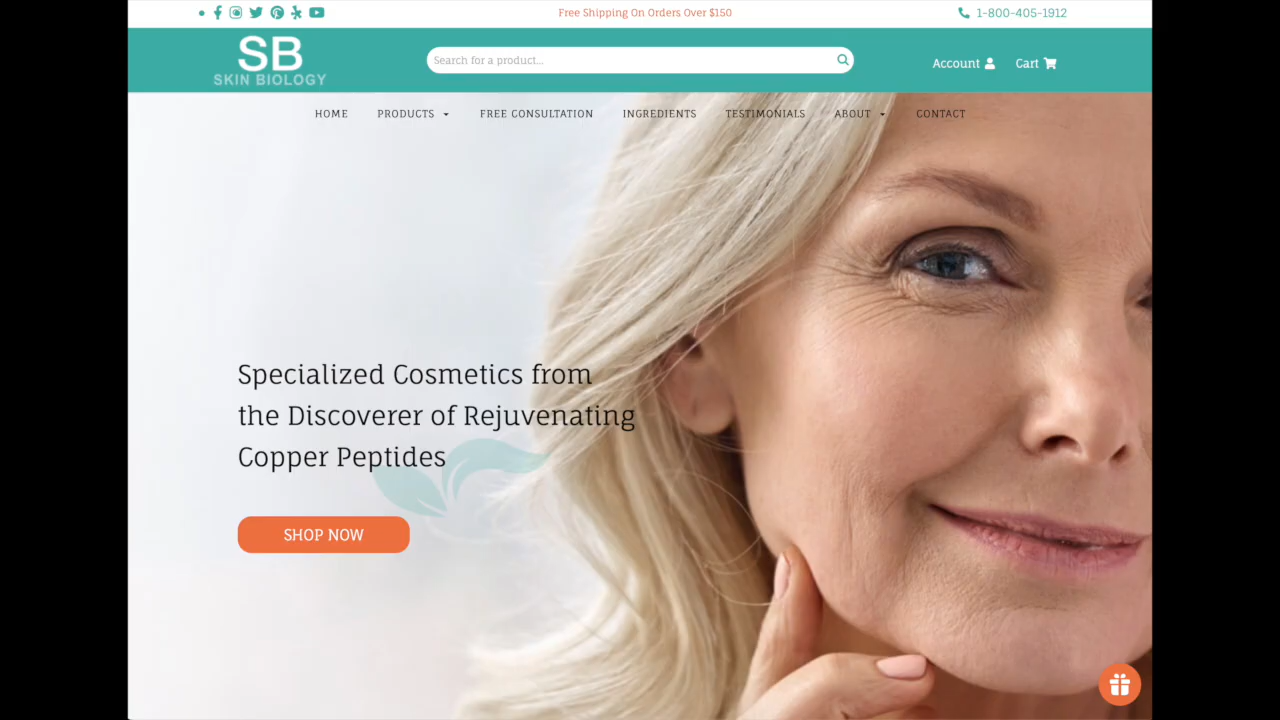 Free Shipping On Orders Over $150
1-800-405-1912
SB
SKIN BIOLOGY
Search for a product...
Account
Cart
HOME
PRODUCTS
FREE CONSULTATION
INGREDIENTS
TESTIMONIALS
ABOUT
CONTACT
Specialized Cosmetics from
the Discoverer of Rejuvenating
Copper Peptides
SHOP NOW